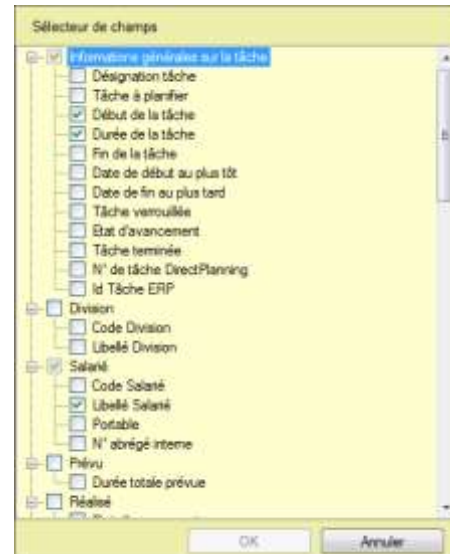 Sélecteur de champs
Informations générales sur la tâche
Désignation tâche
Tâche à planifier
Début de la tâche
Durée de la tâche
Fin de la tâche
Date de début au plus tôt
Date de fin au plus tard
Tâche verrouillée
Etat d'avancement
Tâche terminée
N° de tâche DirectPlanning
Id Tâche ERP
Division
Code Division
Libellé Division
Salarié
Code Salarié
Libellé Salarié
Portable
N° abrégé interne
Prévu
Durée totale prévue
Réalisé
OK Annuler